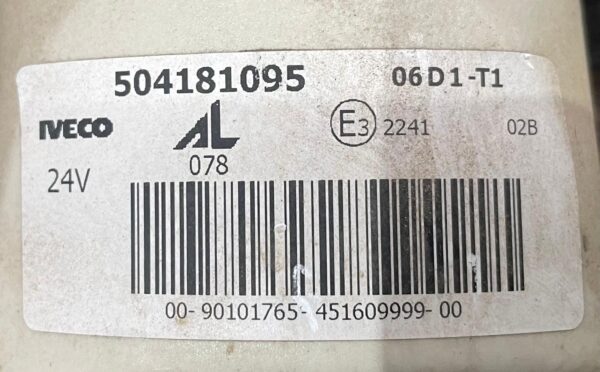 504181095 06D1-T1
IVECO AL E3 2241 02B
24V 078
00-90101765-451609999-00